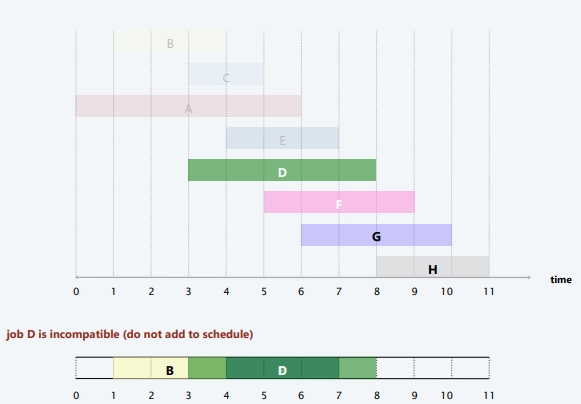 B
C
A
E
D
F
G
H
time
0 1 2 3 4 5 6 7 8 9 10 11
job D is incompatible (do not add to schedule)
B D
0 1 2 3 4 5 6 7 8 9 10 11